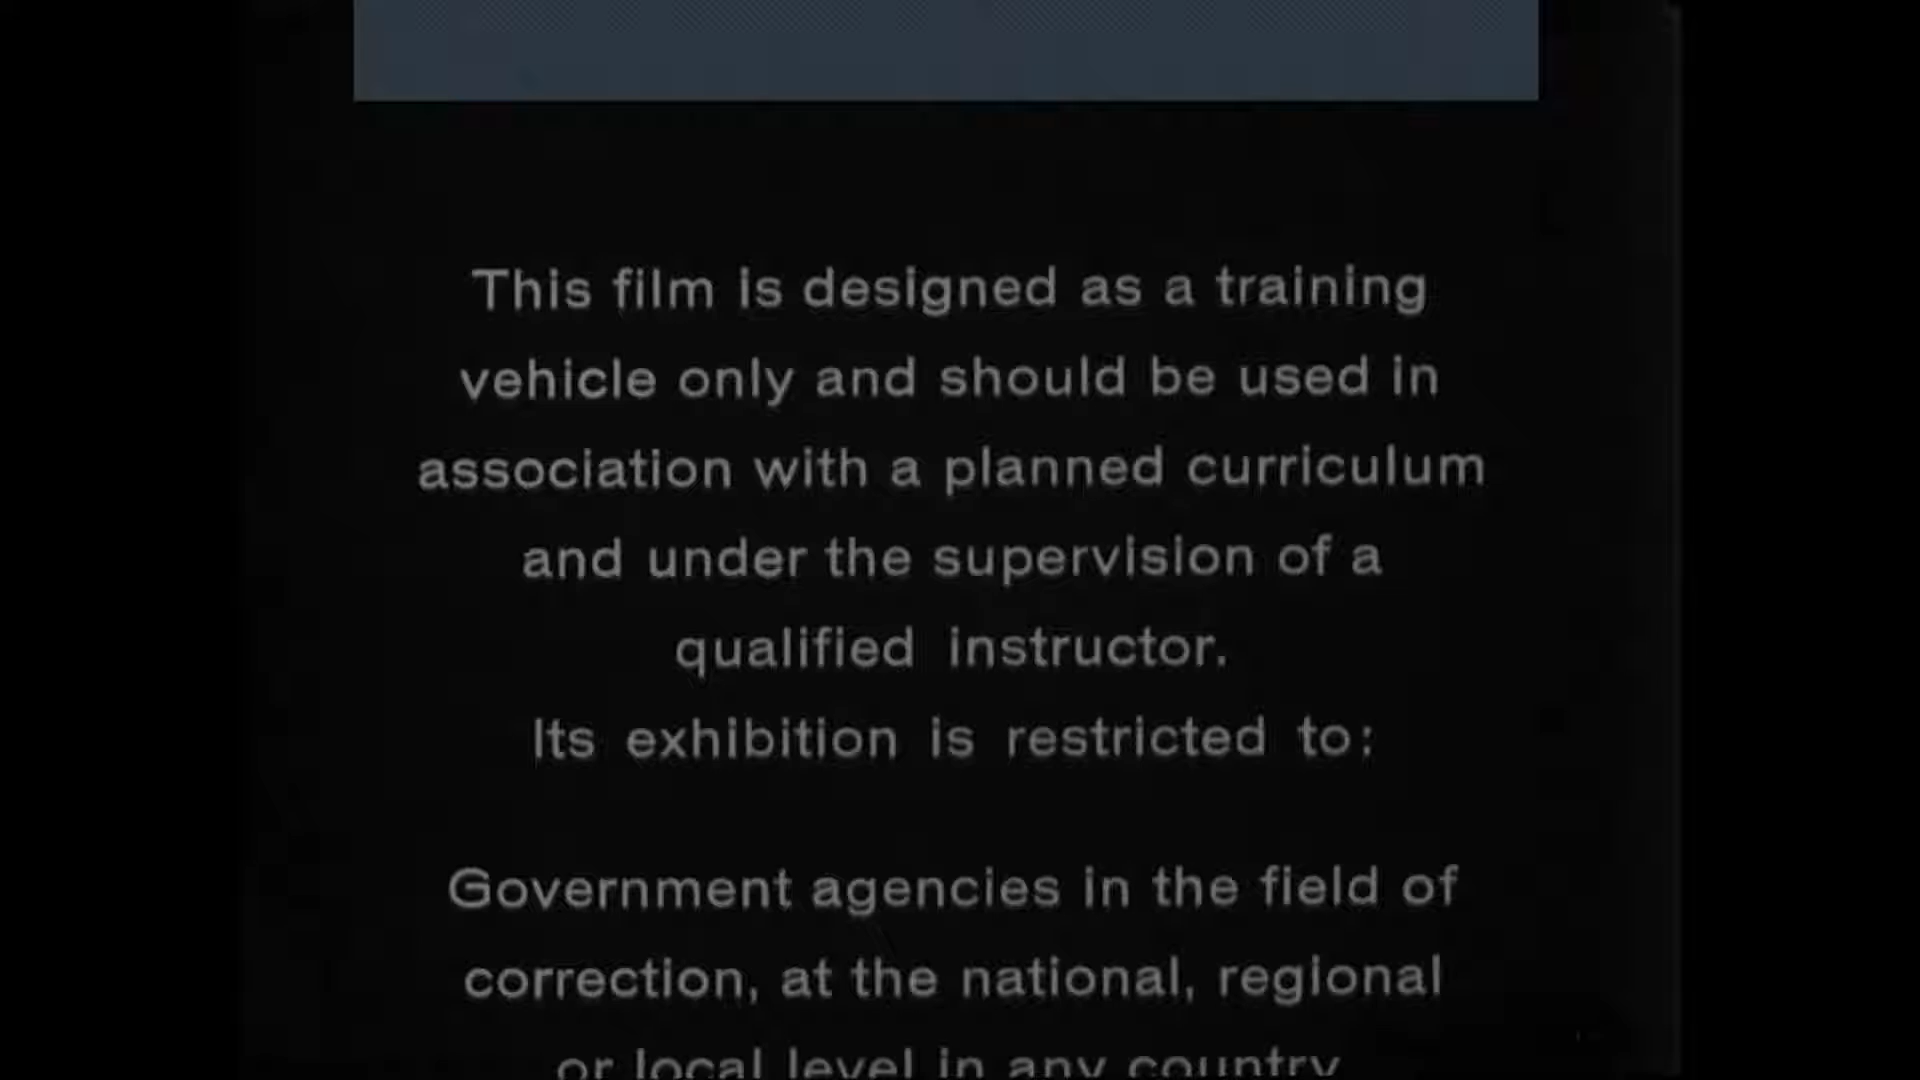 This film is designed as a training
vehicle only and should be used in
association with a planned curriculum
and under the supervision of a
qualified instructor.
Its exhibition is restricted to:
Government agencies in the field of
correction, at the national, regional
or local level in any country